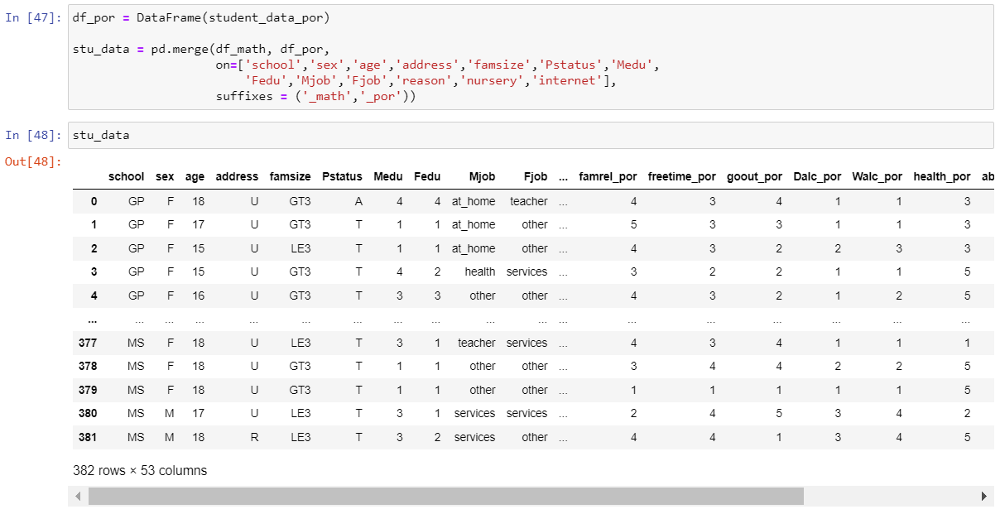 In [47]: df_por = DataFrame(student_data_por)
stu_data = pd.merge(df_math, df_por,
on=['school','sex','age','address','famsize','Pstatus','Medu',
'Fedu','Mjob','Fjob','reason','nursery','internet'],
suffixes = ('_math','_por'))
In [48]: stu_data
Out[48]:
school sex age address famsize Pstatus Medu Fedu Mjob Fjob ... famrel_por freetime_por goout_por Dalc_por Walc_por health_por ab
0 GP F 18 U GT3 A 4 4 at_home teacher ... 4 3 4 1 1 3
1 GP F 17 U GT3 T 1 1 at_home other ... 5 3 3 1 1 3
2 GP F 15 U LE3 T 1 1 at_home other ... 4 3 2 2 3 3
3 GP F 15 U GT3 T 4 2 health services ... 3 2 2 1 1 5
4 GP F 16 U GT3 T 3 3 other other ... 4 3 2 1 2 5
... ... ... ... ... ... ... ... ... ... ... ... ... ... ... ... ... ...
377 MS F 18 U LE3 T 3 1 teacher services ... 4 3 4 1 1 1
378 MS F 18 U GT3 T 1 1 other other ... 3 4 4 2 2 5
379 MS F 18 U GT3 T 1 1 other other ... 1 1 1 1 1 5
380 MS M 17 U LE3 T 3 1 services services ... 2 4 5 3 4 2
381 MS M 18 R LE3 T 3 2 services other ... 4 4 1 3 4 5
382 rows × 53 columns